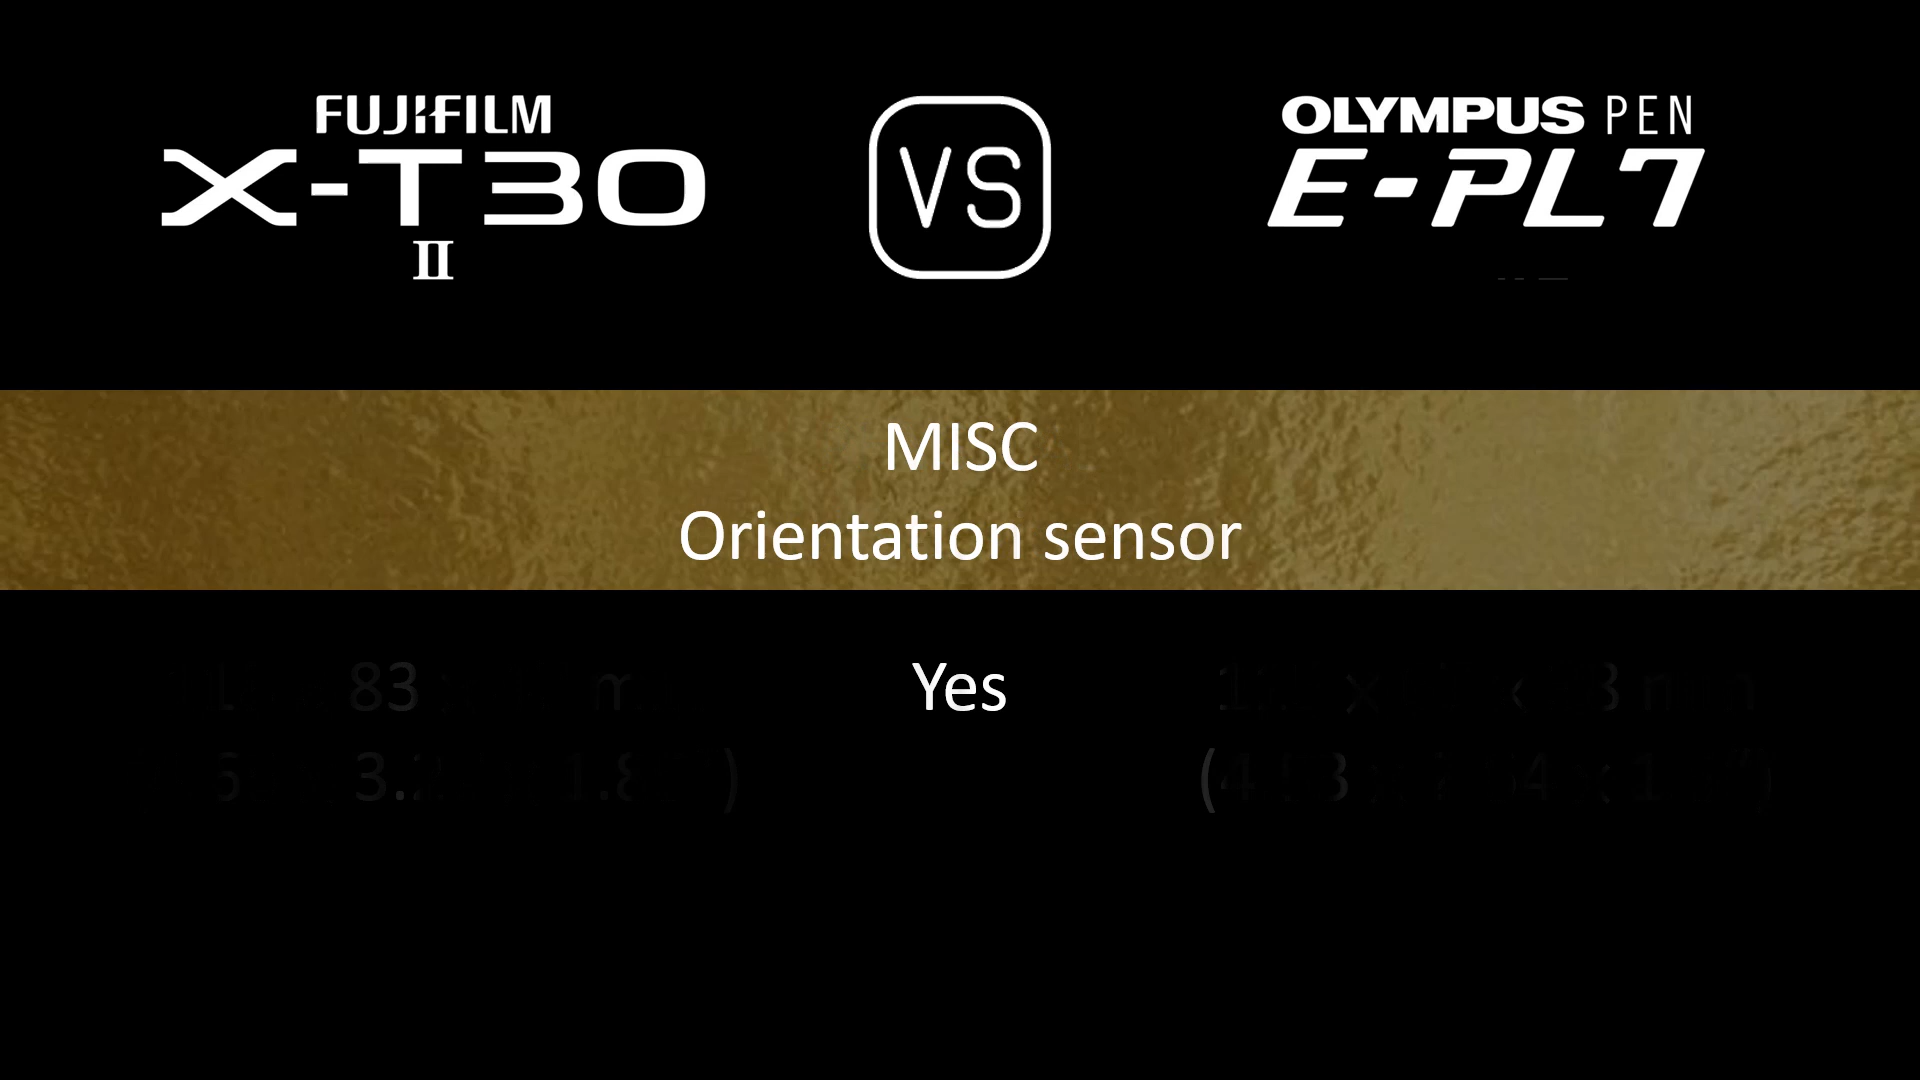 FUJIFILM
X-T30
II
VS
OLYMPUS PEN
E-PL7
MISC
Orientation sensor
Yes